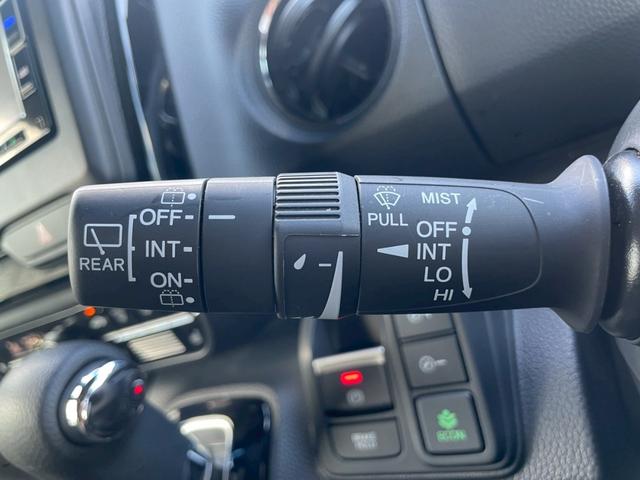 OFF
INT
REAR
ON
PULL
MIST
OFF
INT
LO
HI
ECON